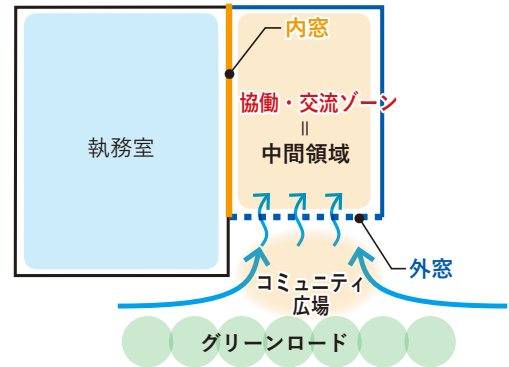 内窓
協働・交流ゾーン
＝
中間領域
執務室
外窓
コミュニティ
広場
グリーンロード